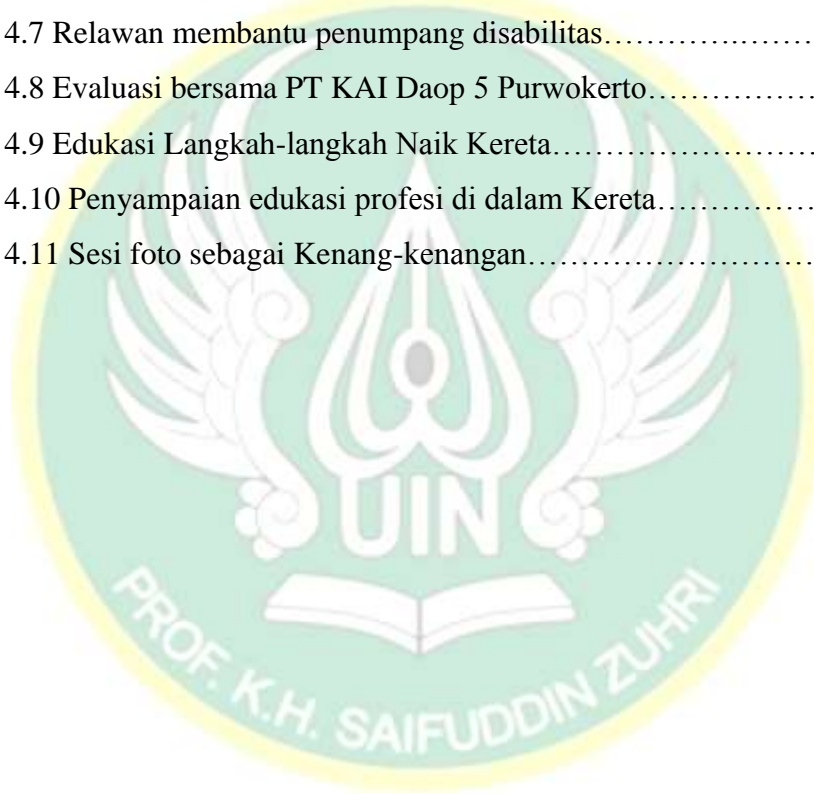 4.7 Relawan membantu penumpang disabilitas…………..……
4.8 Evaluasi bersama PT KAI Daop 5 Purwokerto………………
4.9 Edukasi Langkah-langkah Naik Kereta………………………
4.10 Penyampaian edukasi profesi di dalam Kereta……………
4.11 Sesi foto sebagai Kenang-kenangan………………………
UIN
PROF. K.H. SAIFUDDIN ZUHRI